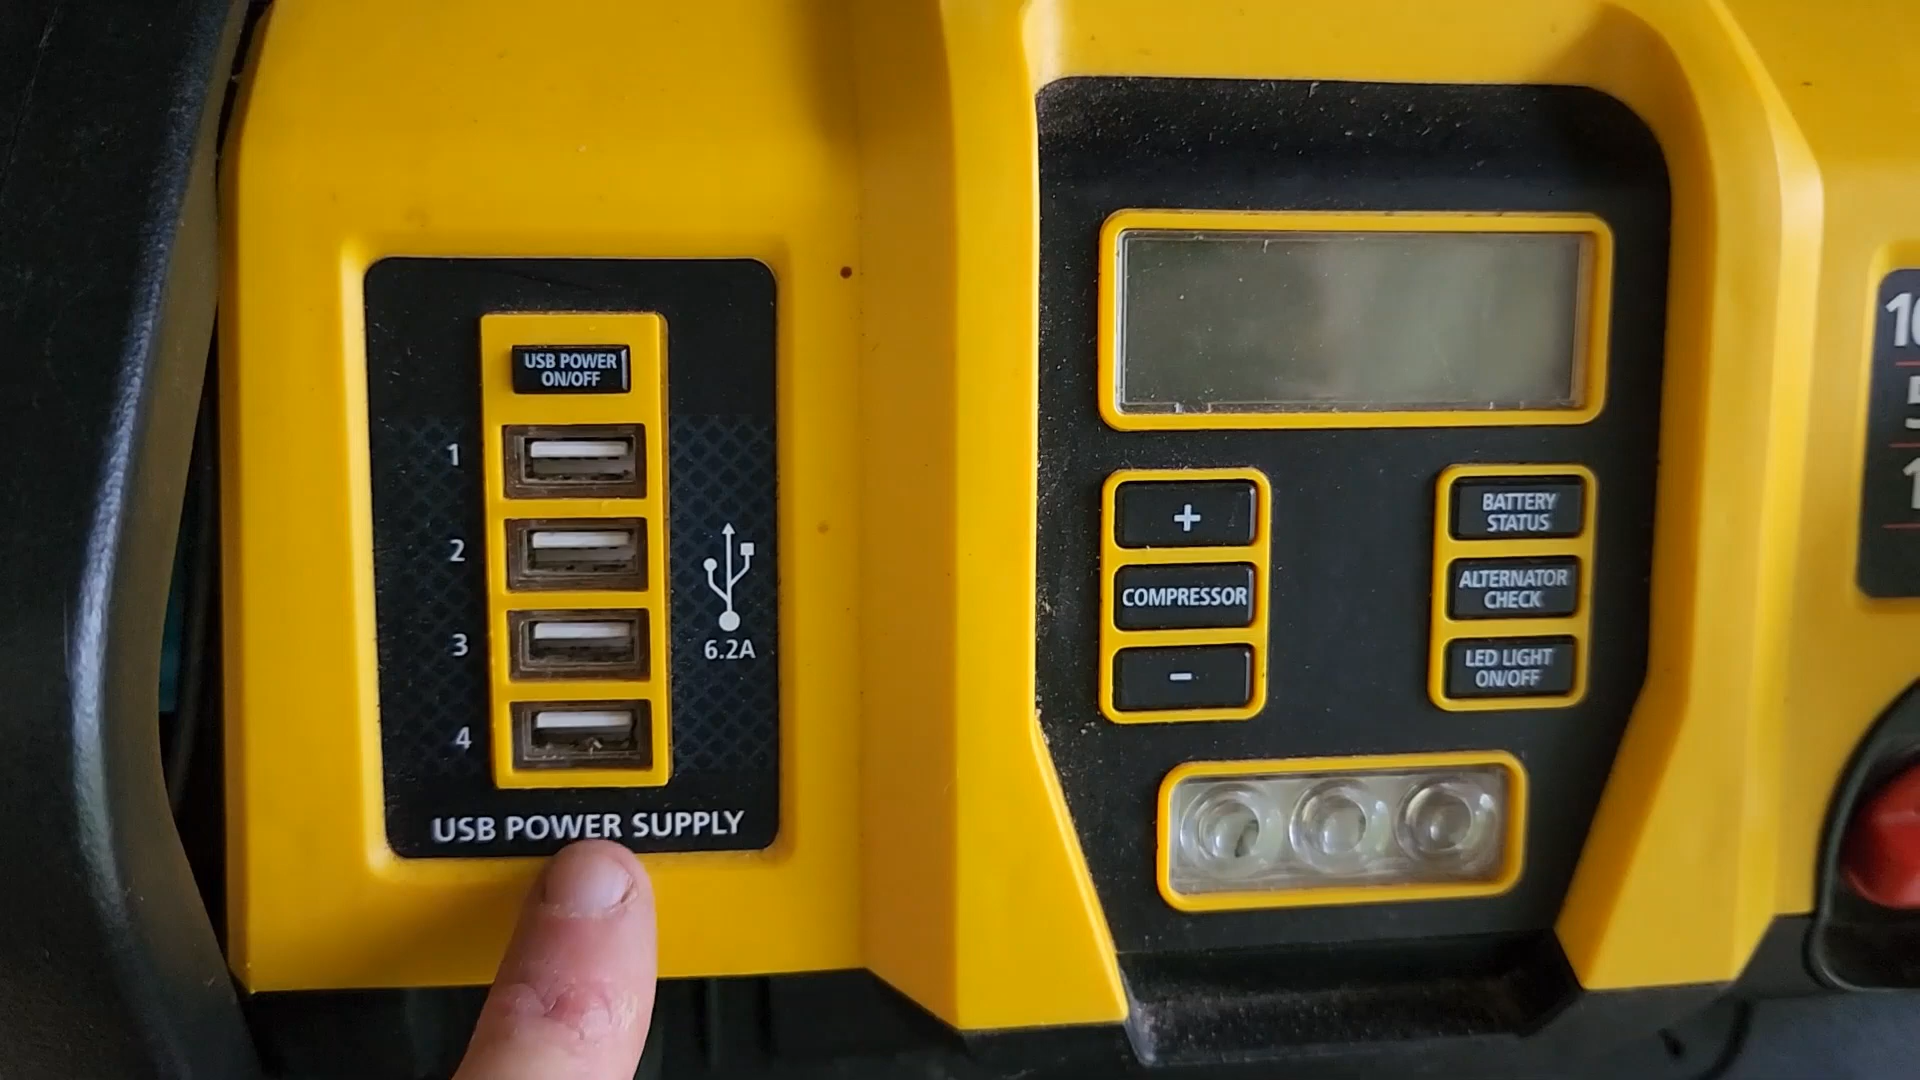 USB POWER
ON/OFF
1
2
3
4
6.2A
USB POWER SUPPLY
+
COMPRESSOR
-
BATTERY
STATUS
ALTERNATOR
CHECK
LED LIGHT
ON/OFF